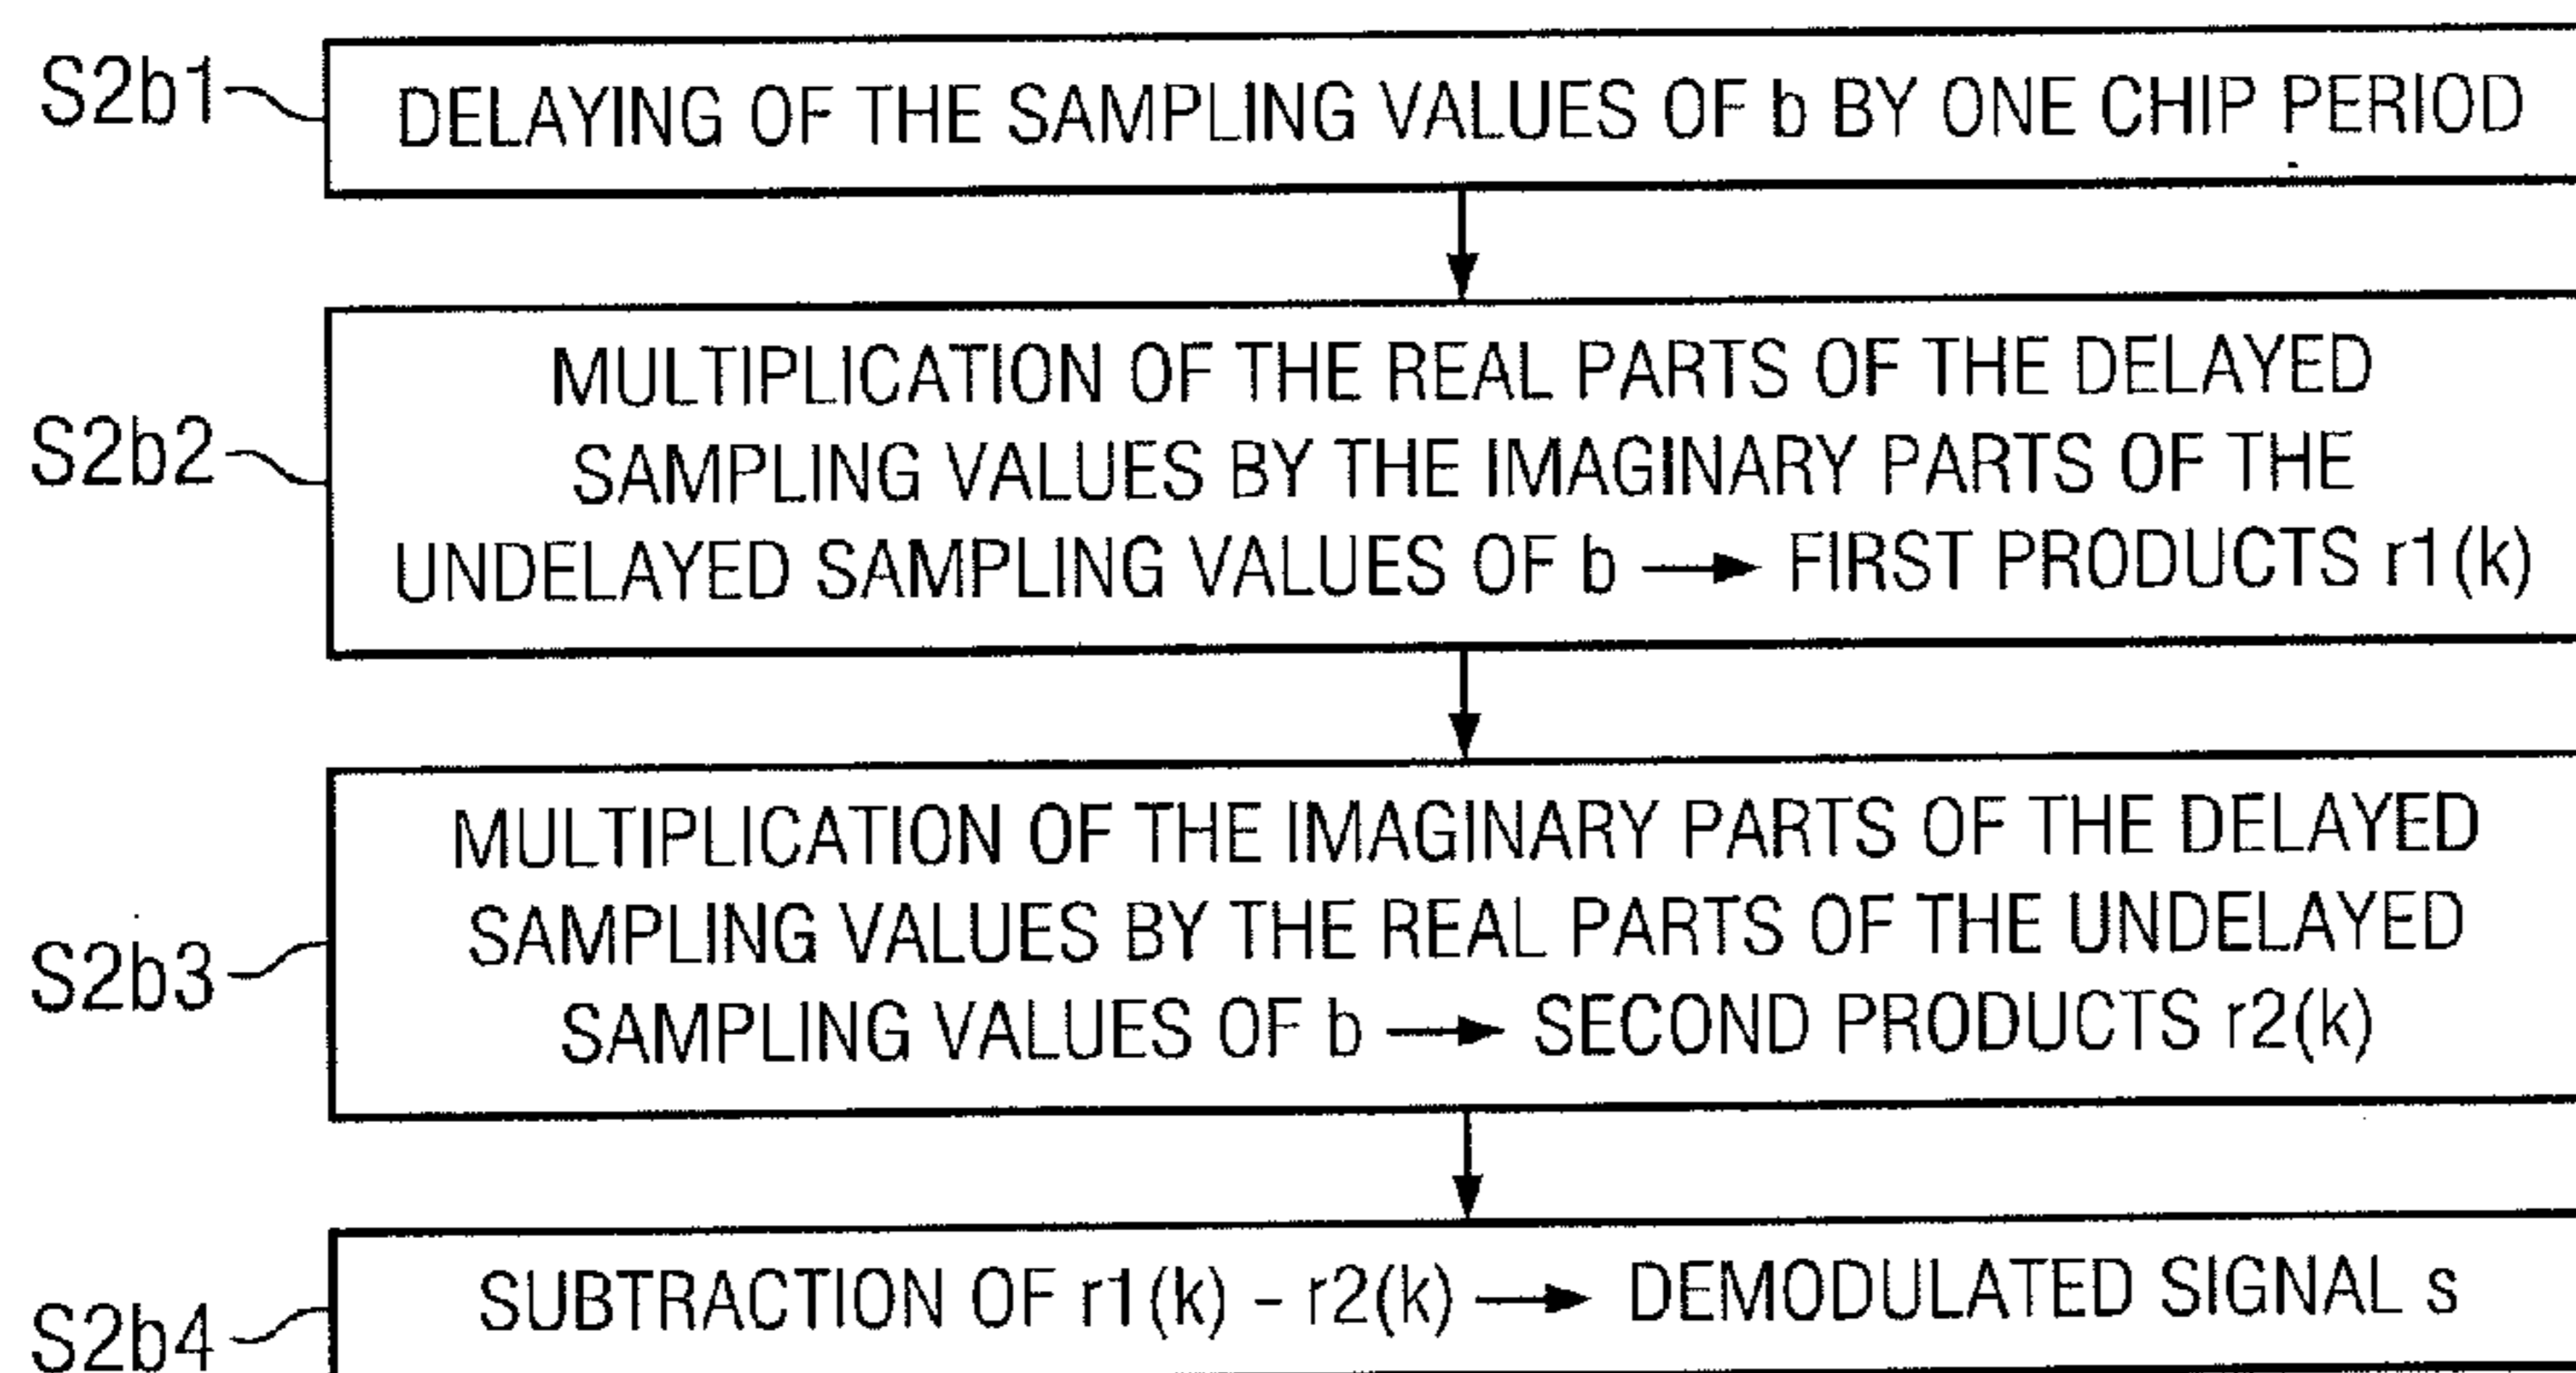 S2b1
DELAYING OF THE SAMPLING VALUES OF b BY ONE CHIP PERIOD
S2b2
MULTIPLICATION OF THE REAL PARTS OF THE DELAYED
SAMPLING VALUES BY THE IMAGINARY PARTS OF THE
UNDELAYED SAMPLING VALUES OF b → FIRST PRODUCTS r1(k)
S2b3
MULTIPLICATION OF THE IMAGINARY PARTS OF THE DELAYED
SAMPLING VALUES BY THE REAL PARTS OF THE UNDELAYED
SAMPLING VALUES OF b → SECOND PRODUCTS r2(k)
S2b4
SUBTRACTION OF r1(k) - r2(k) → DEMODULATED SIGNAL s